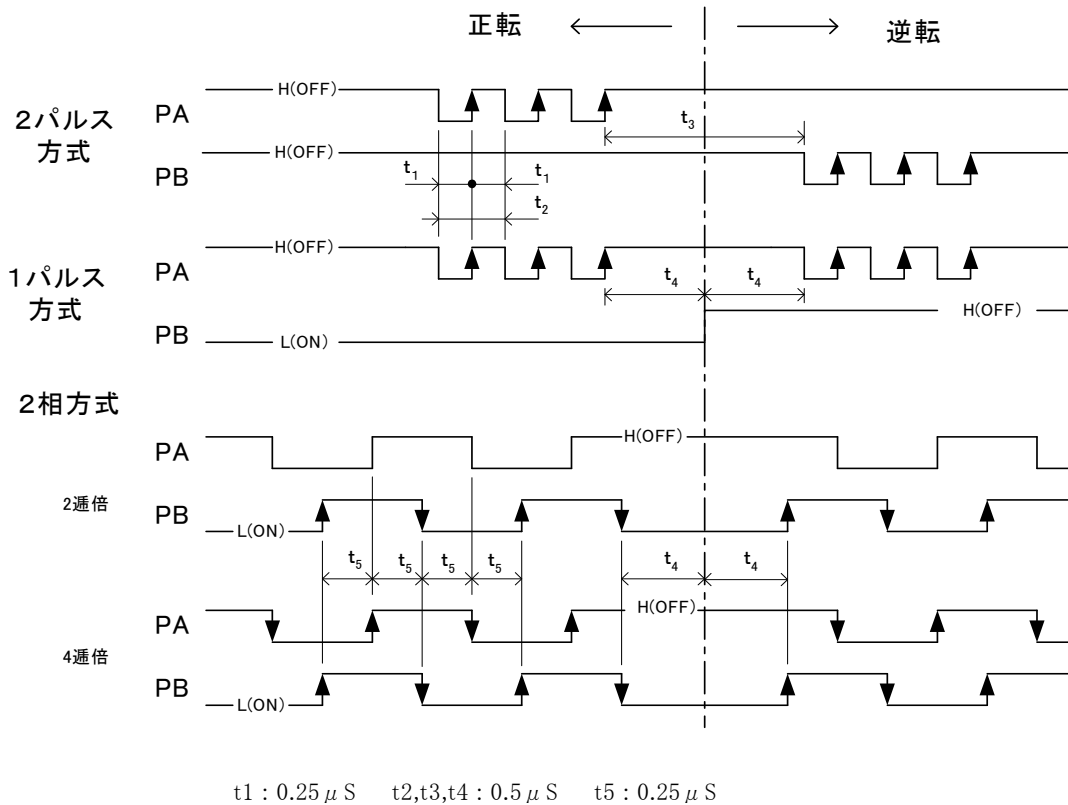 正転 逆転
2パルス
方式
PA H(OFF)
t3
PB H(OFF)
t1 t1
t2
1パルス
方式
PA H(OFF)
t4 t4
PB L(ON) H(OFF)
2相方式
PA H(OFF)
2逓倍 PB L(ON)
t5 t5 t5 t5 t4 t4
PA H(OFF)
4逓倍
PB L(ON)
t1：0.25μS t2,t3,t4：0.5μS t5：0.25μS